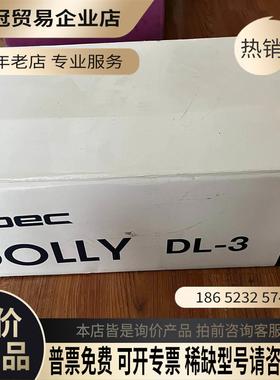 冠贸易企业店
年老店 专业服务
热销
pec
DOLLY DL-3
186 5232 574
价
品
本店皆是询价产品 拍前咨询客服
普票免费 可开专票 稀缺型号请咨